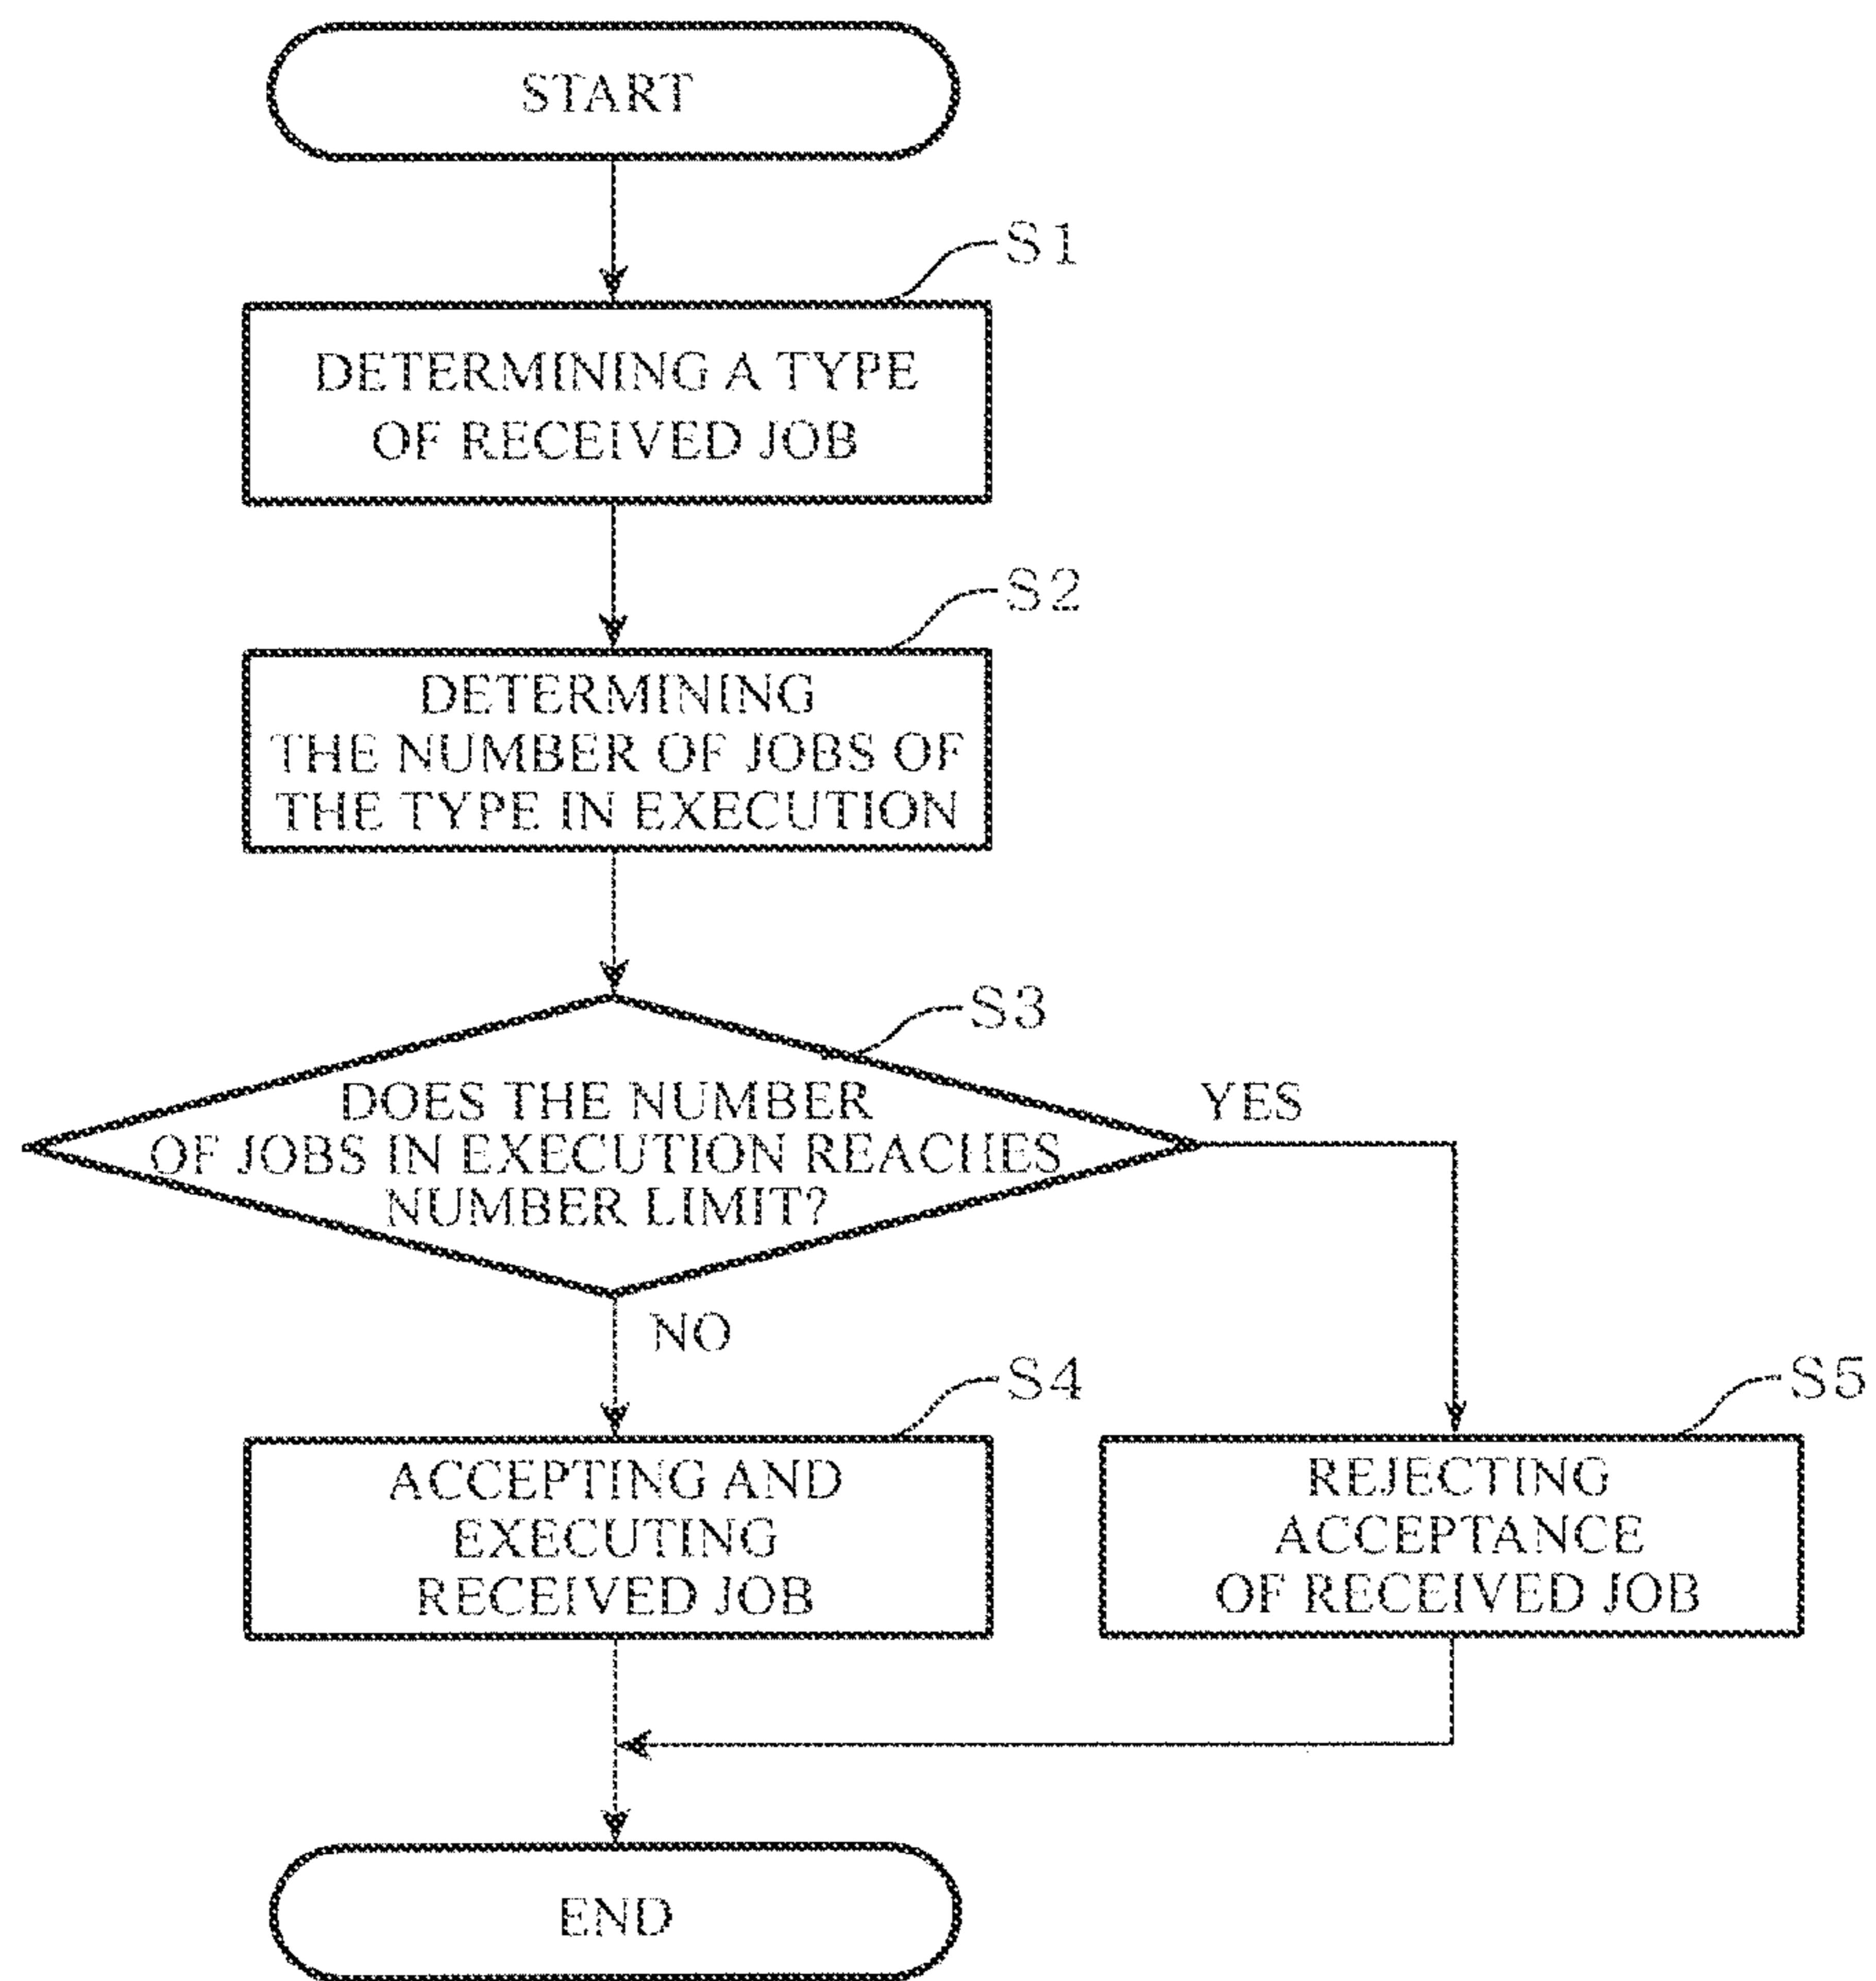 START
S1
DETERMINING A TYPE
OF RECEIVED JOB
S2
DETERMINING
THE NUMBER OF JOBS OF
THE TYPE IN EXECUTION
S3
DOES THE NUMBER
OF JOBS IN EXECUTION REACHES
NUMBER LIMIT?
YES
NO
S4
ACCEPTING AND
EXECUTING
RECEIVED JOB
S5
REJECTING
ACCEPTANCE
OF RECEIVED JOB
END